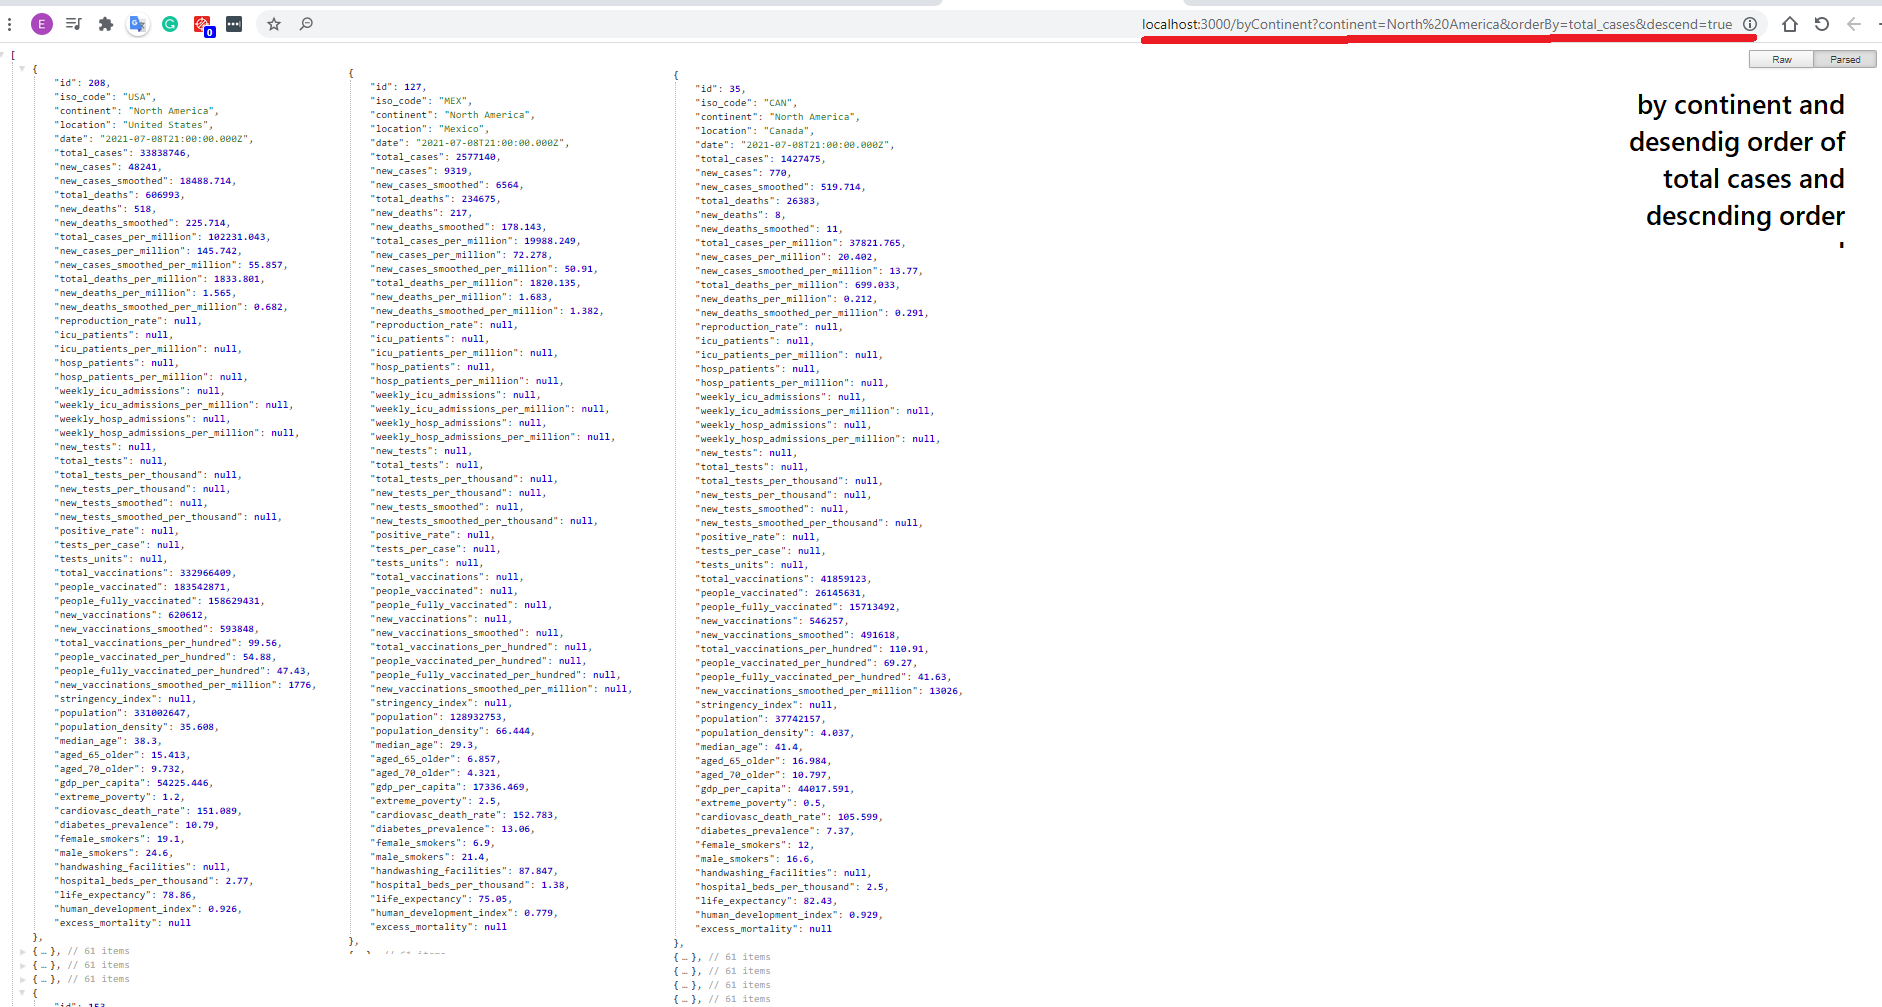 E
0
localhost:3000/byContinent?continent=North%20America&orderBy=total_cases&descend=true
Raw
Parsed
by continent and
desendig order of
total cases and
descnding order
[
{
"id": 208,
"iso_code": "USA",
"continent": "North America",
"location": "United States",
"date": "2021-07-08T21:00:00.000Z",
"total_cases": 33838746,
"new_cases": 48241,
"new_cases_smoothed": 18488.714,
"total_deaths": 606993,
"new_deaths": 518,
"new_deaths_smoothed": 225.714,
"total_cases_per_million": 102231.043,
"new_cases_per_million": 145.742,
"new_cases_smoothed_per_million": 55.857,
"total_deaths_per_million": 1833.801,
"new_deaths_per_million": 1.565,
"new_deaths_smoothed_per_million": 0.682,
"reproduction_rate": null,
"icu_patients": null,
"icu_patients_per_million": null,
"hosp_patients": null,
"hosp_patients_per_million": null,
"weekly_icu_admissions": null,
"weekly_icu_admissions_per_million": null,
"weekly_hosp_admissions": null,
"weekly_hosp_admissions_per_million": null,
"new_tests": null,
"total_tests": null,
"total_tests_per_thousand": null,
"new_tests_per_thousand": null,
"new_tests_smoothed": null,
"new_tests_smoothed_per_thousand": null,
"positive_rate": null,
"tests_per_case": null,
"tests_units": null,
"total_vaccinations": 332966409,
"people_vaccinated": 183542871,
"people_fully_vaccinated": 158629431,
"new_vaccinations": 620612,
"new_vaccinations_smoothed": 593848,
"total_vaccinations_per_hundred": 99.56,
"people_vaccinated_per_hundred": 54.88,
"people_fully_vaccinated_per_hundred": 47.43,
"new_vaccinations_smoothed_per_million": 1776,
"stringency_index": null,
"population": 331002647,
"population_density": 35.608,
"median_age": 38.3,
"aged_65_older": 15.413,
"aged_70_older": 9.732,
"gdp_per_capita": 54225.446,
"extreme_poverty": 1.2,
"cardiovasc_death_rate": 151.089,
"diabetes_prevalence": 10.79,
"female_smokers": 19.1,
"male_smokers": 24.6,
"handwashing_facilities": null,
"hospital_beds_per_thousand": 2.77,
"life_expectancy": 78.86,
"human_development_index": 0.926,
"excess_mortality": null
},
{ … }, // 61 items
{ … }, // 61 items
{ … }, // 61 items
{
"id": 153
{
"id": 127,
"iso_code": "MEX",
"continent": "North America",
"location": "Mexico",
"date": "2021-07-08T21:00:00.000Z",
"total_cases": 2577140,
"new_cases": 9319,
"new_cases_smoothed": 6564,
"total_deaths": 234675,
"new_deaths": 217,
"new_deaths_smoothed": 178.143,
"total_cases_per_million": 19988.249,
"new_cases_per_million": 72.278,
"new_cases_smoothed_per_million": 50.91,
"total_deaths_per_million": 1820.135,
"new_deaths_per_million": 1.683,
"new_deaths_smoothed_per_million": 1.382,
"reproduction_rate": null,
"icu_patients": null,
"icu_patients_per_million": null,
"hosp_patients": null,
"hosp_patients_per_million": null,
"weekly_icu_admissions": null,
"weekly_icu_admissions_per_million": null,
"weekly_hosp_admissions": null,
"weekly_hosp_admissions_per_million": null,
"new_tests": null,
"total_tests": null,
"total_tests_per_thousand": null,
"new_tests_per_thousand": null,
"new_tests_smoothed": null,
"new_tests_smoothed_per_thousand": null,
"positive_rate": null,
"tests_per_case": null,
"tests_units": null,
"total_vaccinations": null,
"people_vaccinated": null,
"people_fully_vaccinated": null,
"new_vaccinations": null,
"new_vaccinations_smoothed": null,
"total_vaccinations_per_hundred": null,
"people_vaccinated_per_hundred": null,
"people_fully_vaccinated_per_hundred": null,
"new_vaccinations_smoothed_per_million": null,
"stringency_index": null,
"population": 128932753,
"population_density": 66.444,
"median_age": 29.3,
"aged_65_older": 6.857,
"aged_70_older": 4.321,
"gdp_per_capita": 17336.469,
"extreme_poverty": 2.5,
"cardiovasc_death_rate": 152.783,
"diabetes_prevalence": 13.06,
"female_smokers": 6.9,
"male_smokers": 21.4,
"handwashing_facilities": 87.847,
"hospital_beds_per_thousand": 1.38,
"life_expectancy": 75.05,
"human_development_index": 0.779,
"excess_mortality": null
},
{
"id": 35,
"iso_code": "CAN",
"continent": "North America",
"location": "Canada",
"date": "2021-07-08T21:00:00.000Z",
"total_cases": 1427475,
"new_cases": 770,
"new_cases_smoothed": 519.714,
"total_deaths": 26383,
"new_deaths": 8,
"new_deaths_smoothed": 11,
"total_cases_per_million": 37821.765,
"new_cases_per_million": 20.402,
"new_cases_smoothed_per_million": 13.77,
"total_deaths_per_million": 699.033,
"new_deaths_per_million": 0.212,
"new_deaths_smoothed_per_million": 0.291,
"reproduction_rate": null,
"icu_patients": null,
"icu_patients_per_million": null,
"hosp_patients": null,
"hosp_patients_per_million": null,
"weekly_icu_admissions": null,
"weekly_icu_admissions_per_million": null,
"weekly_hosp_admissions": null,
"weekly_hosp_admissions_per_million": null,
"new_tests": null,
"total_tests": null,
"total_tests_per_thousand": null,
"new_tests_per_thousand": null,
"new_tests_smoothed": null,
"new_tests_smoothed_per_thousand": null,
"positive_rate": null,
"tests_per_case": null,
"tests_units": null,
"total_vaccinations": 41859123,
"people_vaccinated": 26145631,
"people_fully_vaccinated": 15713492,
"new_vaccinations": 546257,
"new_vaccinations_smoothed": 491618,
"total_vaccinations_per_hundred": 110.91,
"people_vaccinated_per_hundred": 69.27,
"people_fully_vaccinated_per_hundred": 41.63,
"new_vaccinations_smoothed_per_million": 13026,
"stringency_index": null,
"population": 37742157,
"population_density": 4.037,
"median_age": 41.4,
"aged_65_older": 16.984,
"aged_70_older": 10.797,
"gdp_per_capita": 44017.591,
"extreme_poverty": 0.5,
"cardiovasc_death_rate": 105.599,
"diabetes_prevalence": 7.37,
"female_smokers": 12,
"male_smokers": 16.6,
"handwashing_facilities": null,
"hospital_beds_per_thousand": 2.5,
"life_expectancy": 82.43,
"human_development_index": 0.929,
"excess_mortality": null
},
{ … }, // 61 items
{ … }, // 61 items
{ … }, // 61 items
{ … }, // 61 items